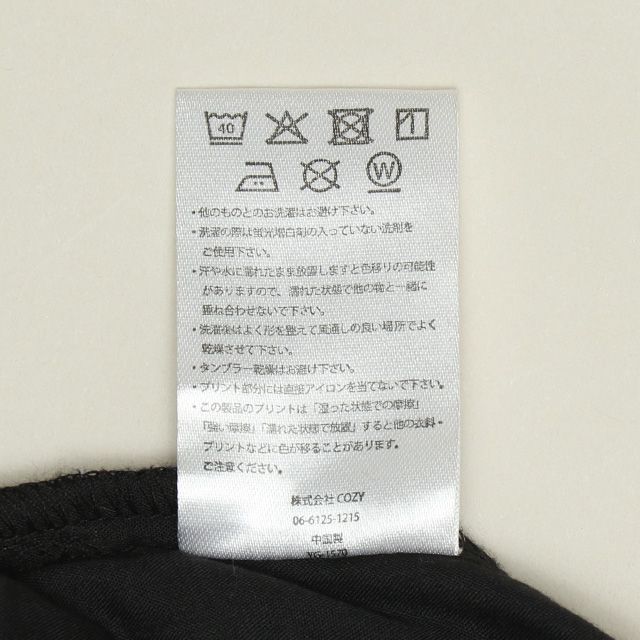 40
W
・他のものとのお洗濯はお避け下さい。
・洗濯の際は蛍光増白剤の入っていない洗剤を
ご使用下さい。
・汗や水に濡れたまま放置しますと色移りの可能性
がありますので、濡れた状態で他の物と一緒に
重ね合わせないで下さい。
・洗濯後はよく形を整えて風通しの良い場所でよく
乾燥させて下さい。
・タンブラー乾燥はお避け下さい。
・プリント部分には直接アイロンを当てないで下さい。
・この製品のプリントは「湿った状態での摩擦」
「強い摩擦」「濡れた状態で放置」すると他の衣料・
プリントなどに色が移ることがあります。
ご注意ください。
株式会社 COZY
06-6125-1215
中国製
YG-1570